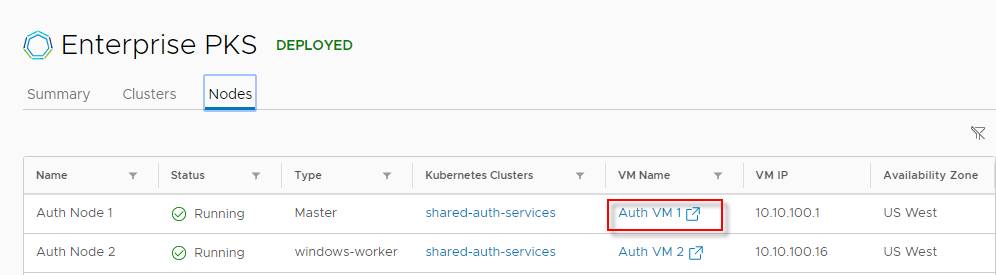 Enterprise PKS DEPLOYED
Summary Clusters Nodes
Name Status Type Kubernetes Clusters VM Name VM IP Availability Zone
Auth Node 1 Running Master shared-auth-services Auth VM 1 10.10.100.1 US West
Auth Node 2 Running windows-worker shared-auth-services Auth VM 2 10.10.100.16 US West